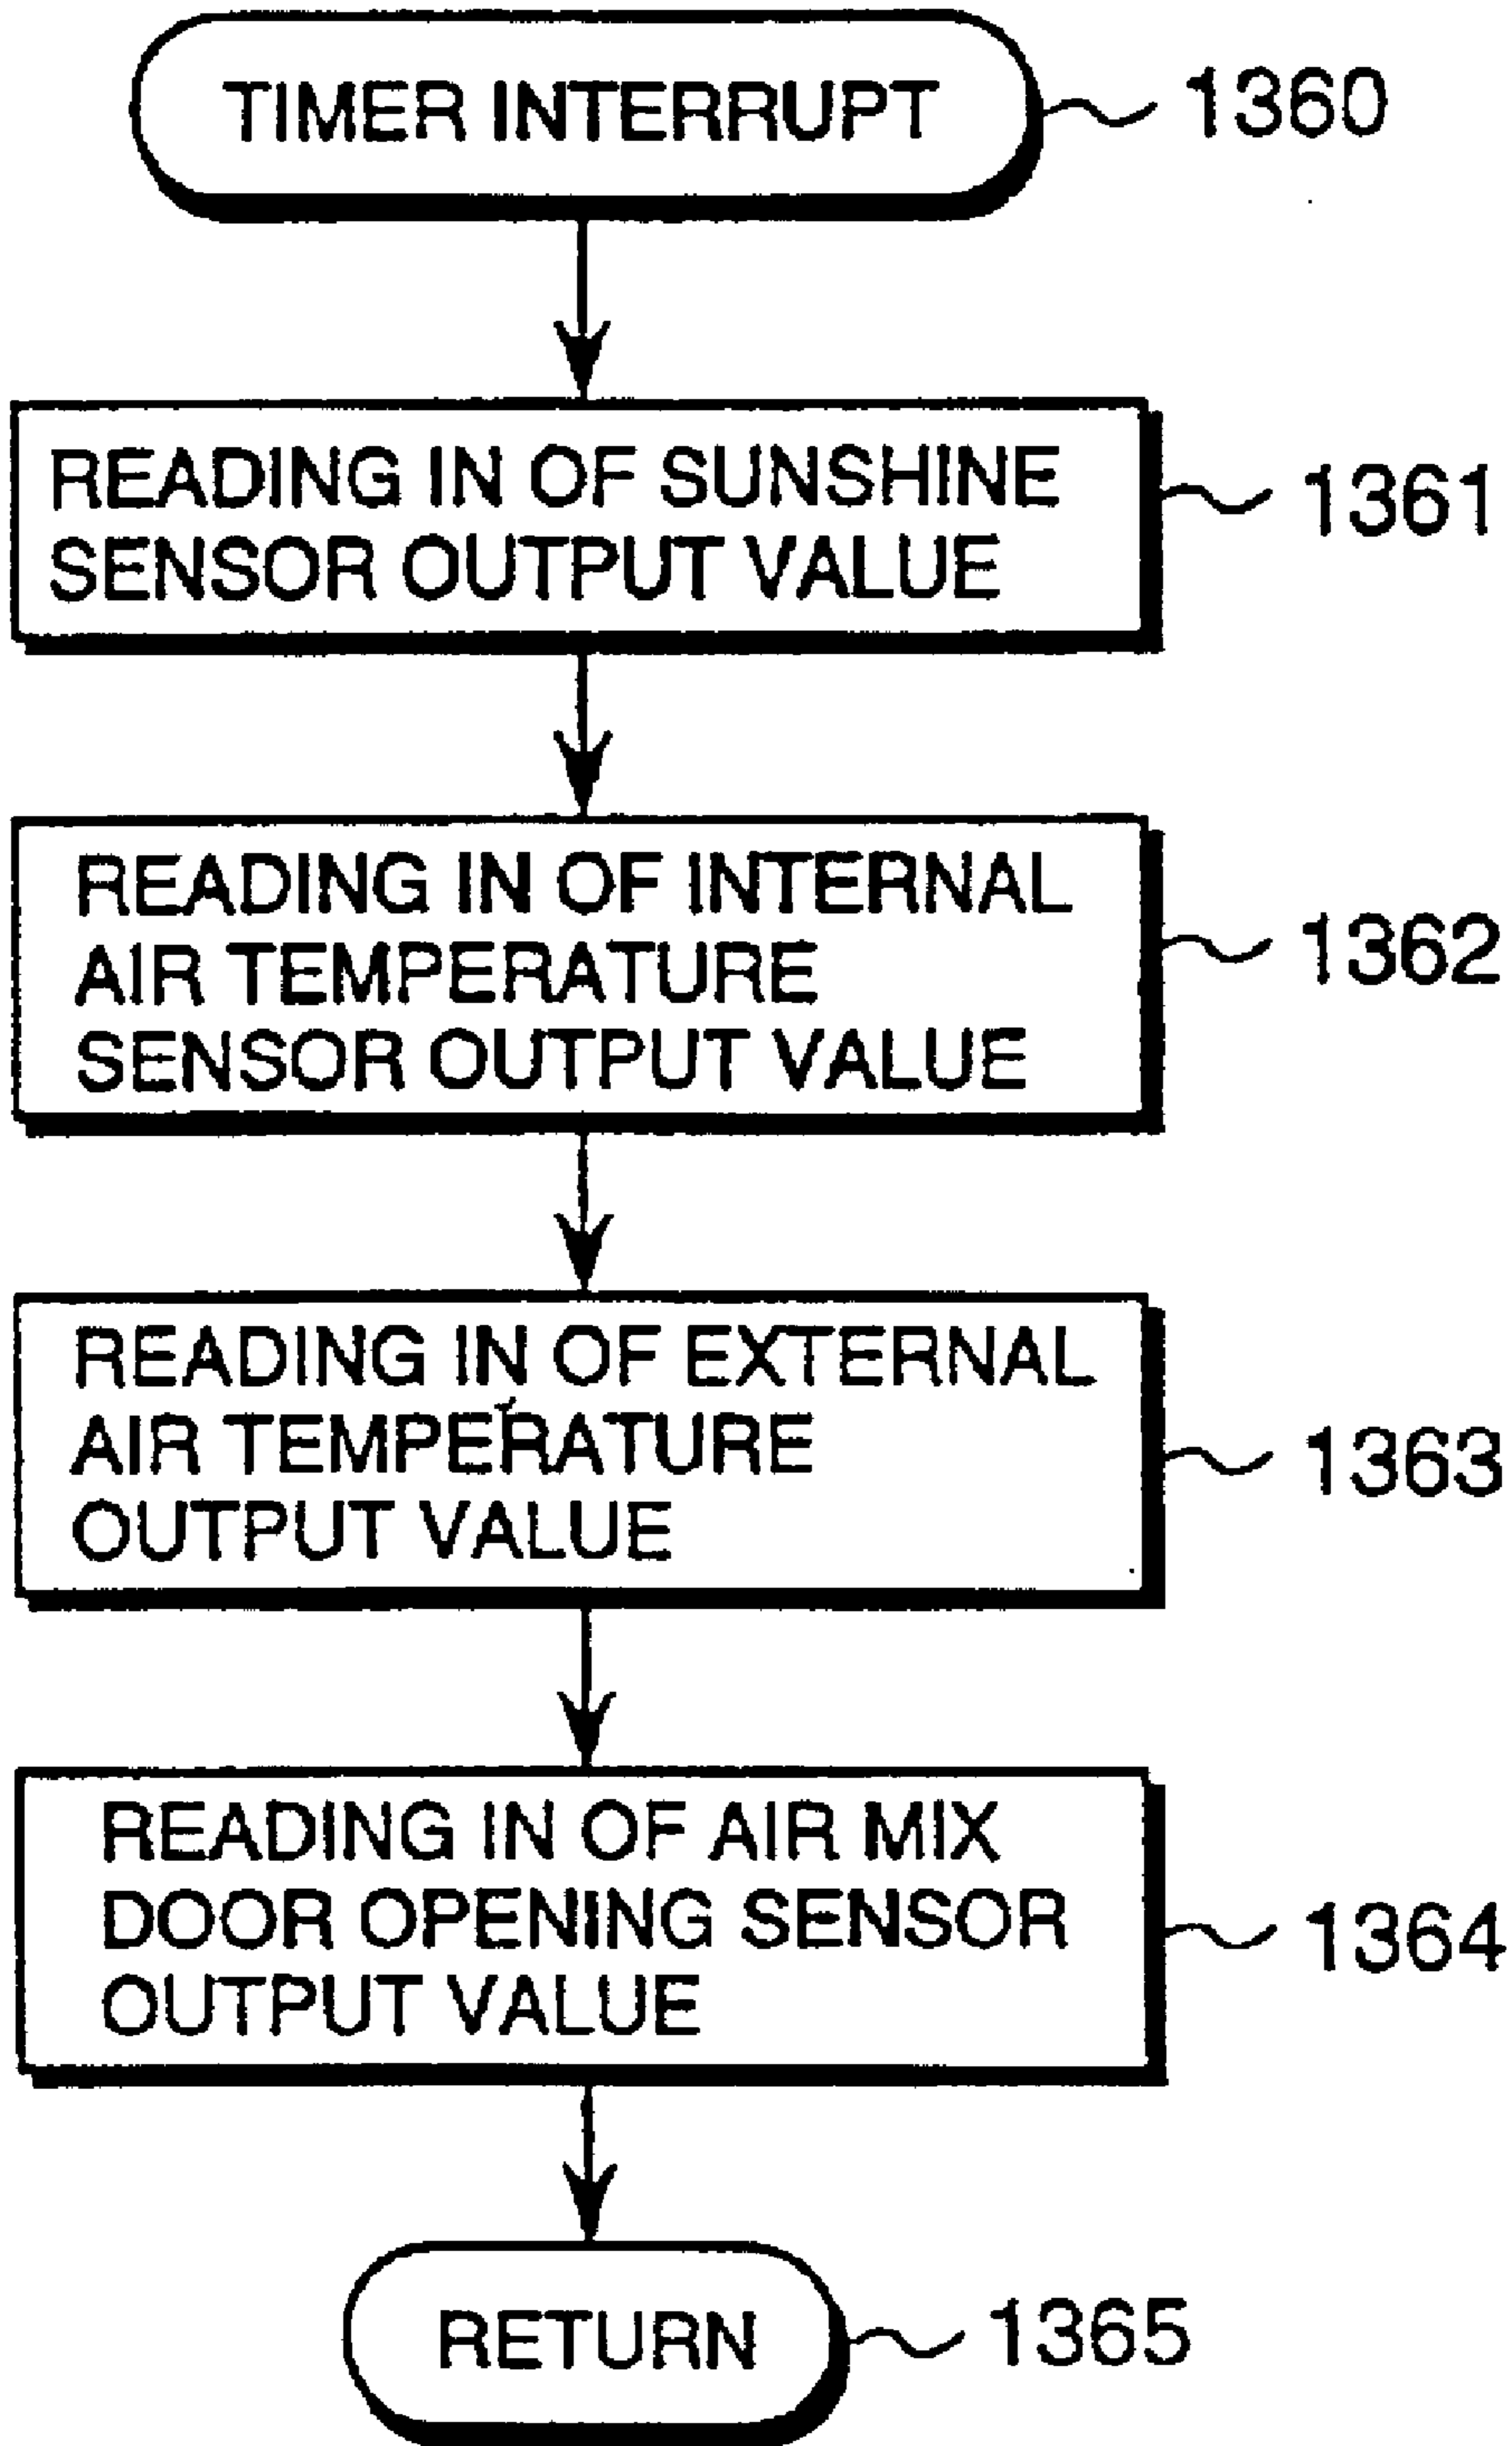 TIMER INTERRUPT
1360
READING IN OF SUNSHINE
SENSOR OUTPUT VALUE
1361
READING IN OF INTERNAL
AIR TEMPERATURE
SENSOR OUTPUT VALUE
1362
READING IN OF EXTERNAL
AIR TEMPERATURE
OUTPUT VALUE
1363
READING IN OF AIR MIX
DOOR OPENING SENSOR
OUTPUT VALUE
1364
RETURN
1365